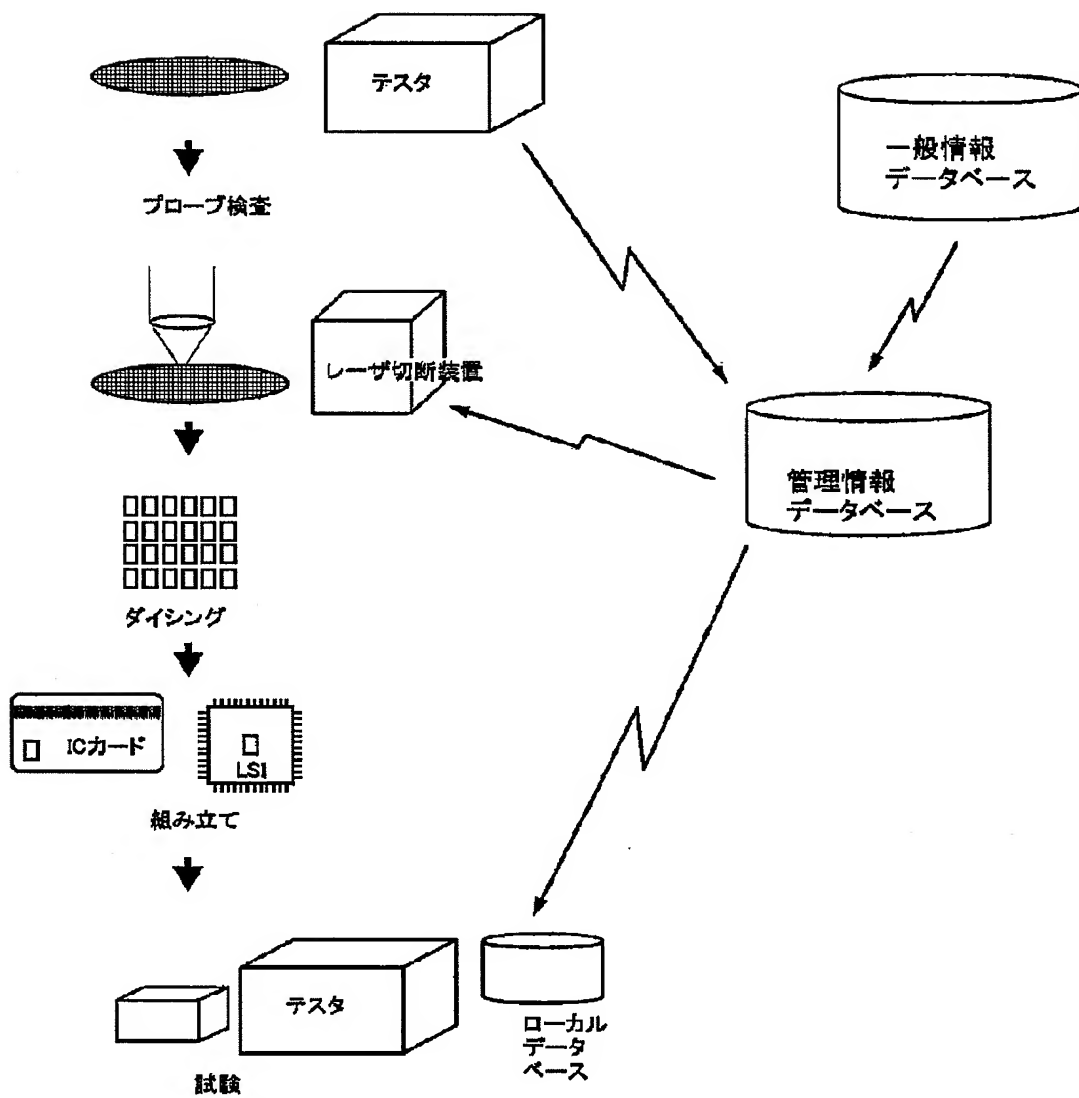 テスタ
一般情報
データベース
プローブ検査
レーザ切断装置
管理情報
データベース
ダイシング
ICカード
LSI
組み立て
テスタ
ローカル
データ
ベース
試験